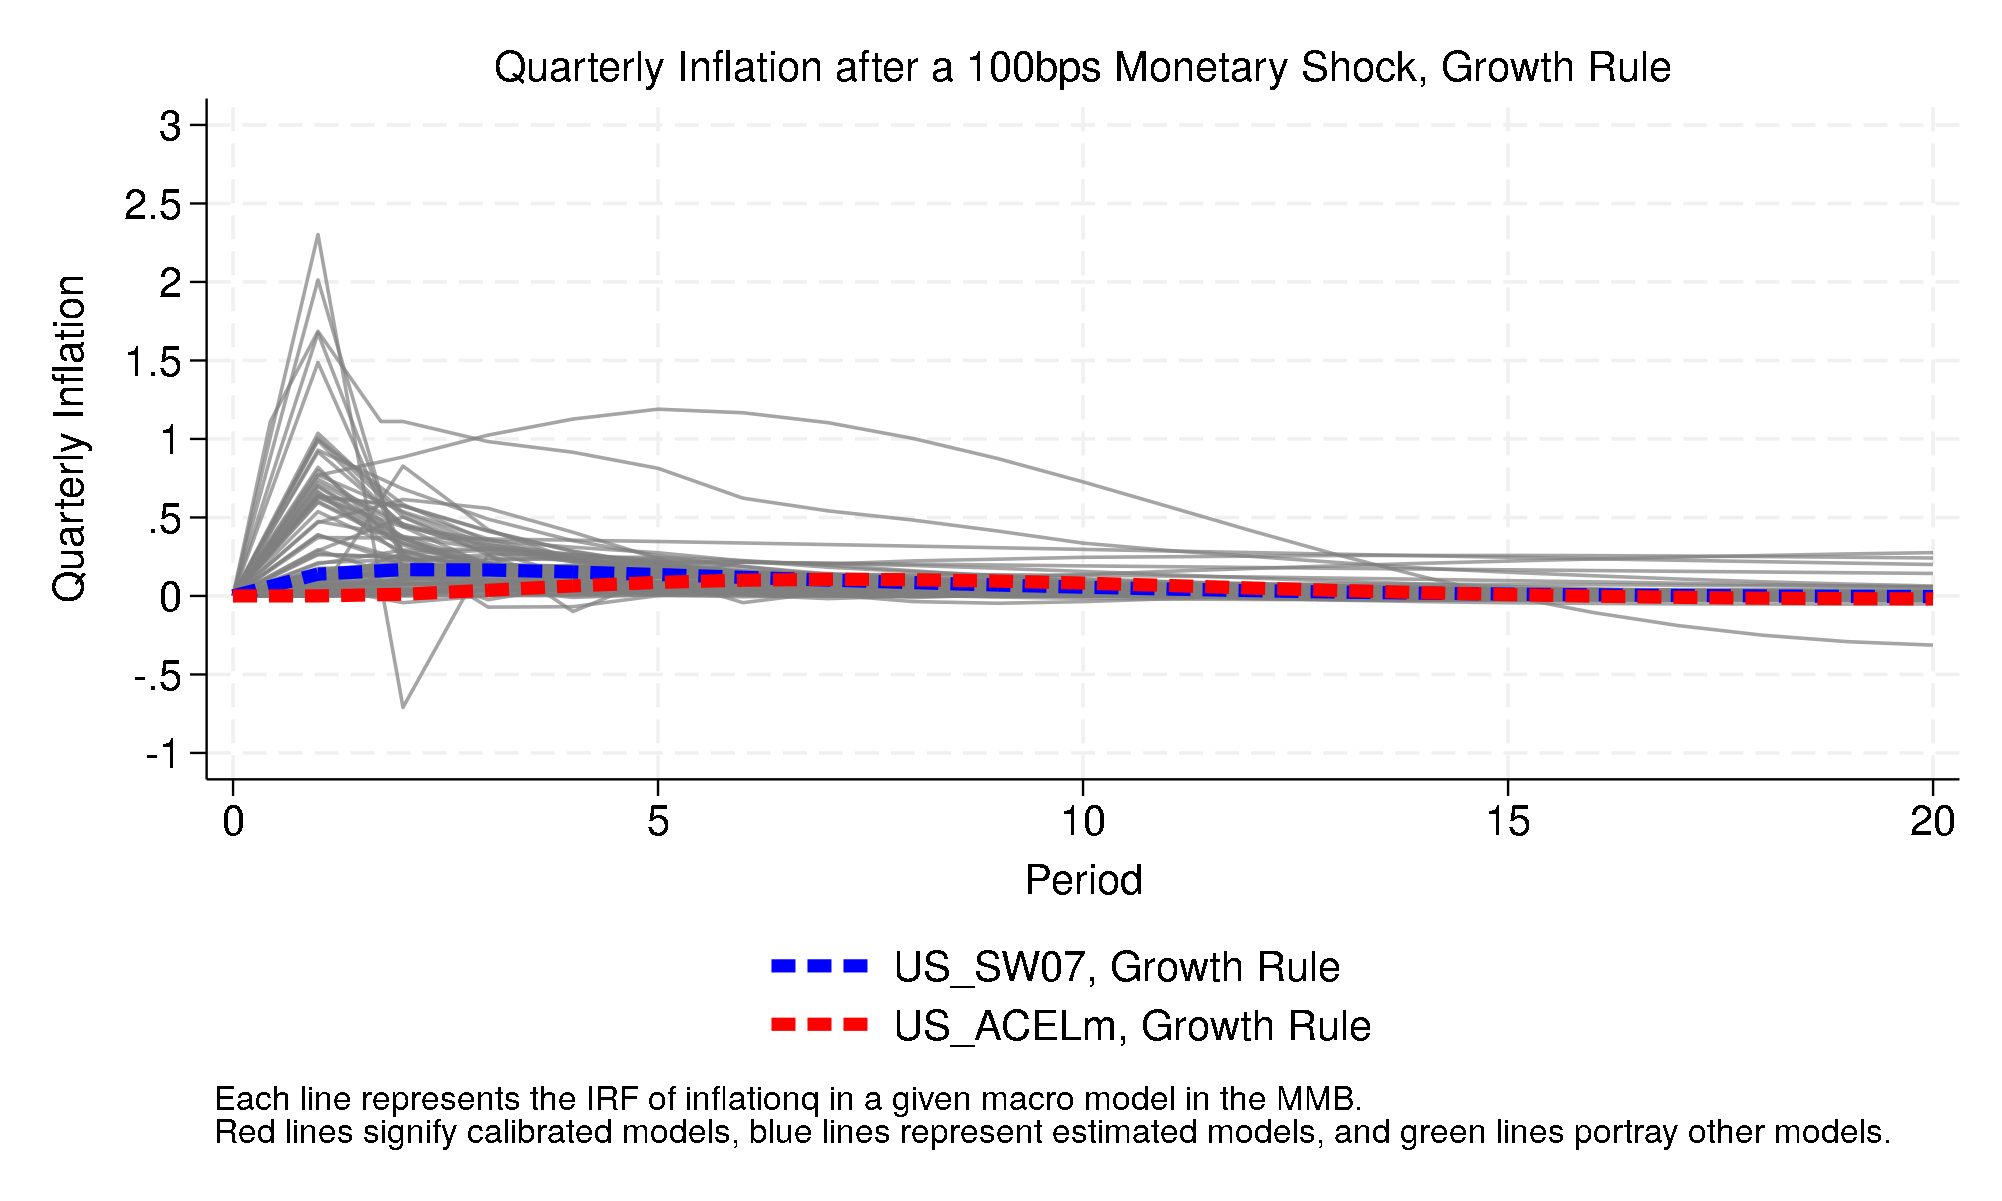 Quarterly Inflation after a 100bps Monetary Shock, Growth Rule
Quarterly Inflation
3
2.5
2
1.5
1
.5
0
-.5
-1
0 5 10 15 20
Period
US_SW07, Growth Rule
US_ACELm, Growth Rule
Each line represents the IRF of inflationq in a given macro model in the MMB.
Red lines signify calibrated models, blue lines represent estimated models, and green lines portray other models.